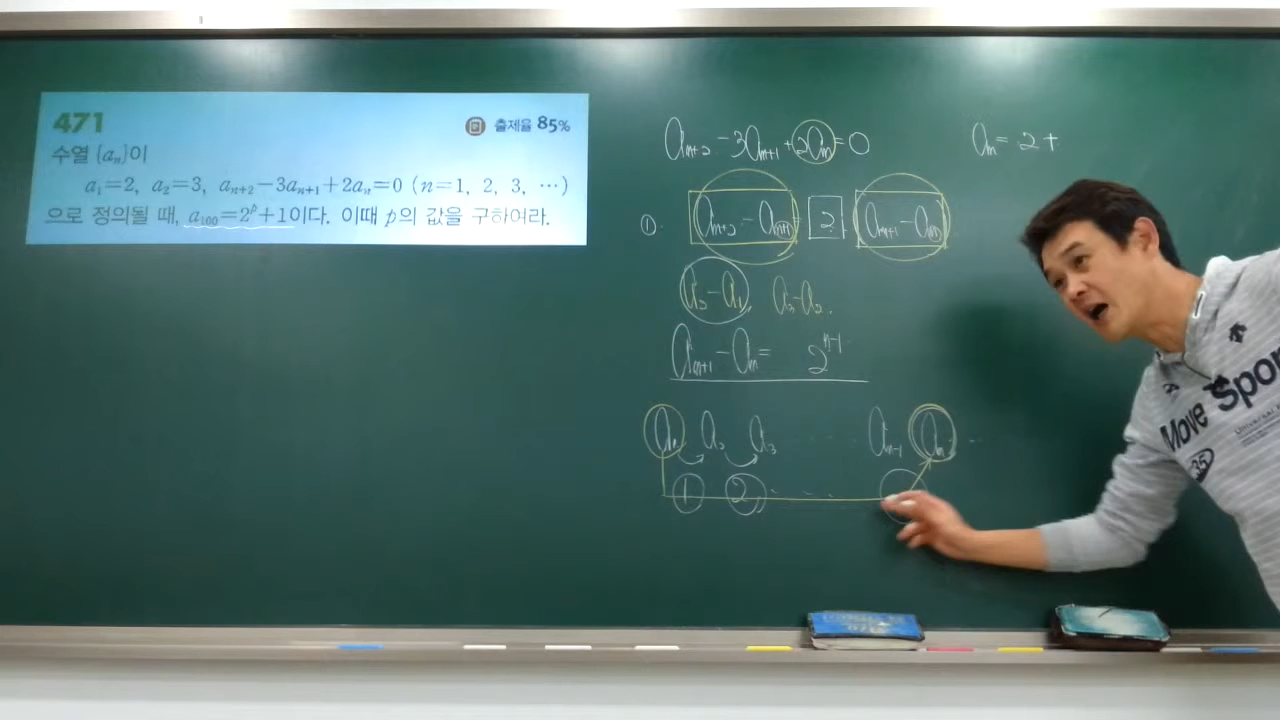 471
출제율 85%
수열 {aₙ}이
a₁=2, a₂=3, aₙ₊₂−3aₙ₊₁+2aₙ=0 (n=1, 2, 3, ⋯)
으로 정의될 때, a₁₀₀=2ᵖ+1이다. 이때 p의 값을 구하여라.
aₙ₊₂−3aₙ₊₁+2aₙ=0
aₙ=2+
① aₙ₊₂−aₙ₊₁ 2 aₙ₊₁−aₙ
a₂−a₁ a₃−a₂.
aₙ₊₁−aₙ= 2ⁿ⁻¹
a₁ a₂ a₃ ⋯ aₙ₋₁ aₙ ⋯
① ② ⋯
Move Sport
35